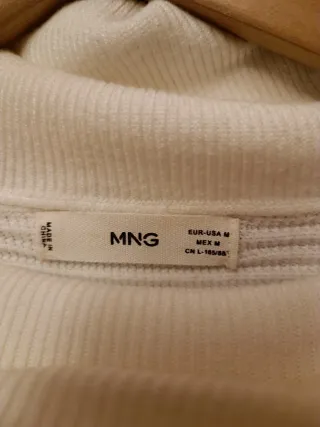 MADE IN
CHINA
MNG
EUR-USA M
MEX M
CN L-165/88